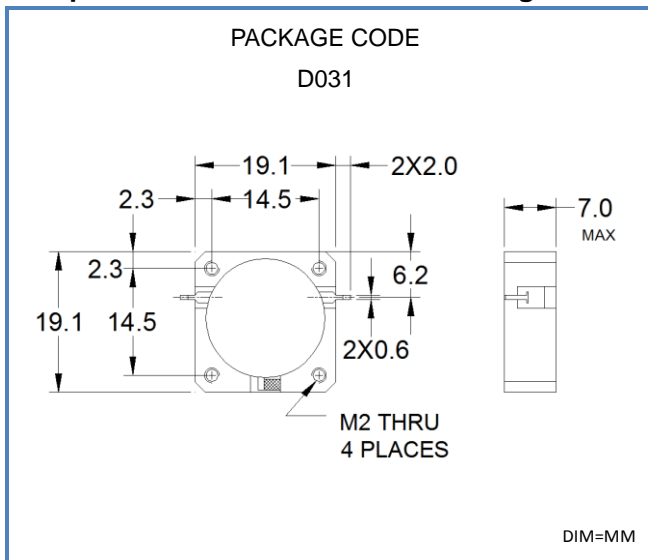 PACKAGE CODE
D031
19.1
2X2.0
2.3
14.5
7.0
MAX
2.3
6.2
19.1
14.5
2X0.6
M2 THRU
4 PLACES
DIM=MM